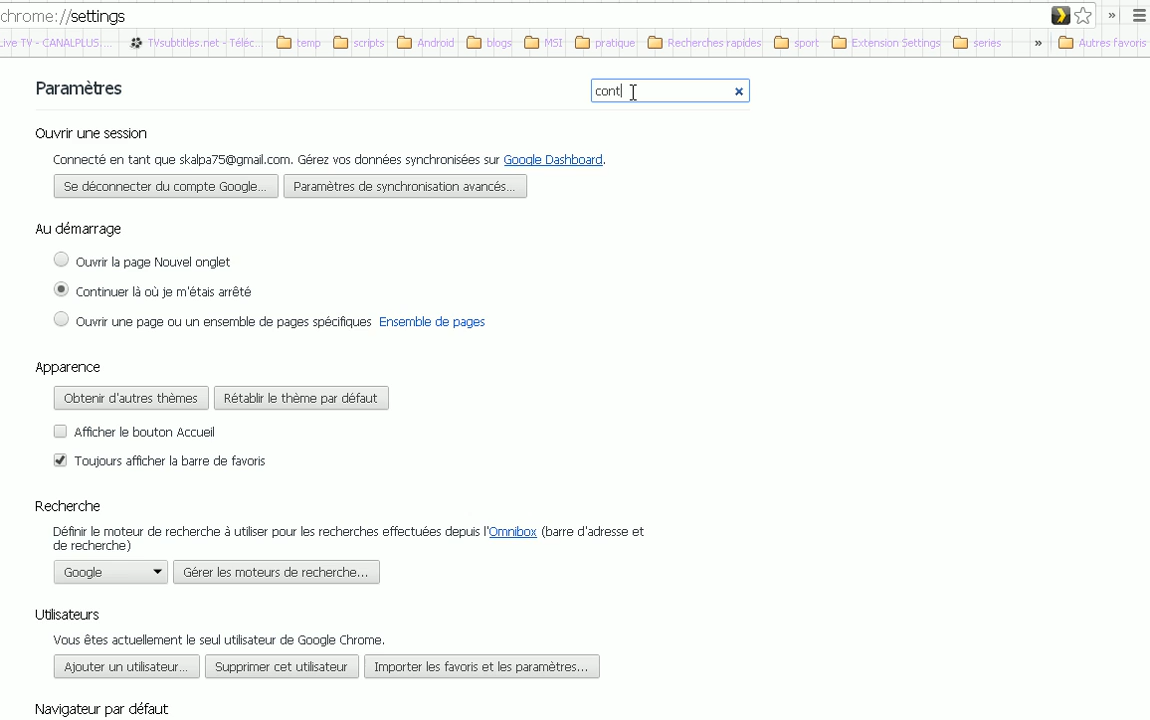 chrome://settings
Live TV - CANALPLUS.... TVsubtitles.net - Téléc... temp scripts Android blogs MSI pratique Recherches rapides sport Extension Settings series » Autres favoris
Paramètres
cont
Ouvrir une session
Connecté en tant que skalpa75@gmail.com. Gérez vos données synchronisées sur Google Dashboard.
Se déconnecter du compte Google... Paramètres de synchronisation avancés...
Au démarrage
Ouvrir la page Nouvel onglet
Continuer là où je m'étais arrêté
Ouvrir une page ou un ensemble de pages spécifiques Ensemble de pages
Apparence
Obtenir d'autres thèmes Rétablir le thème par défaut
Afficher le bouton Accueil
Toujours afficher la barre de favoris
Recherche
Définir le moteur de recherche à utiliser pour les recherches effectuées depuis l'Omnibox (barre d'adresse et
de recherche)
Google Gérer les moteurs de recherche...
Utilisateurs
Vous êtes actuellement le seul utilisateur de Google Chrome.
Ajouter un utilisateur... Supprimer cet utilisateur Importer les favoris et les paramètres...
Navigateur par défaut